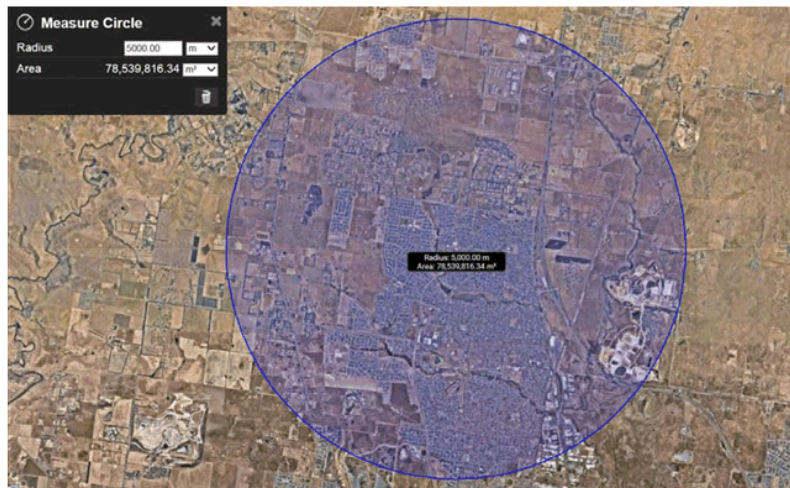 Measure Circle
Radius 5000.00 m
Area 78,539,816.34 m²
Radius: 5,000.00 m
Area: 78,539,816.34 m²